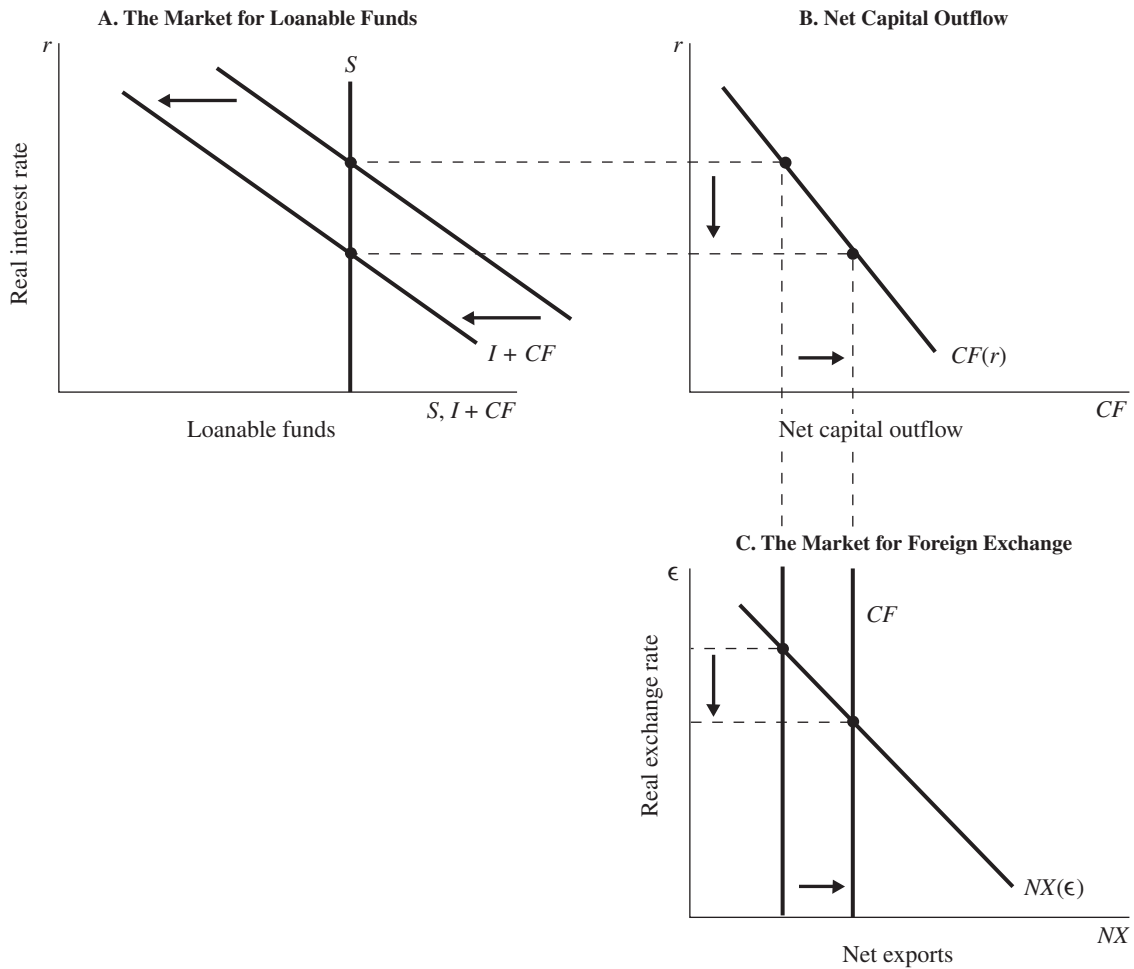 A. The Market for Loanable Funds
r
S
I + CF
Real interest rate
S, I + CF
Loanable funds
B. Net Capital Outflow
r
CF(r)
CF
Net capital outflow
C. The Market for Foreign Exchange
ϵ
CF
Real exchange rate
NX(ϵ)
NX
Net exports